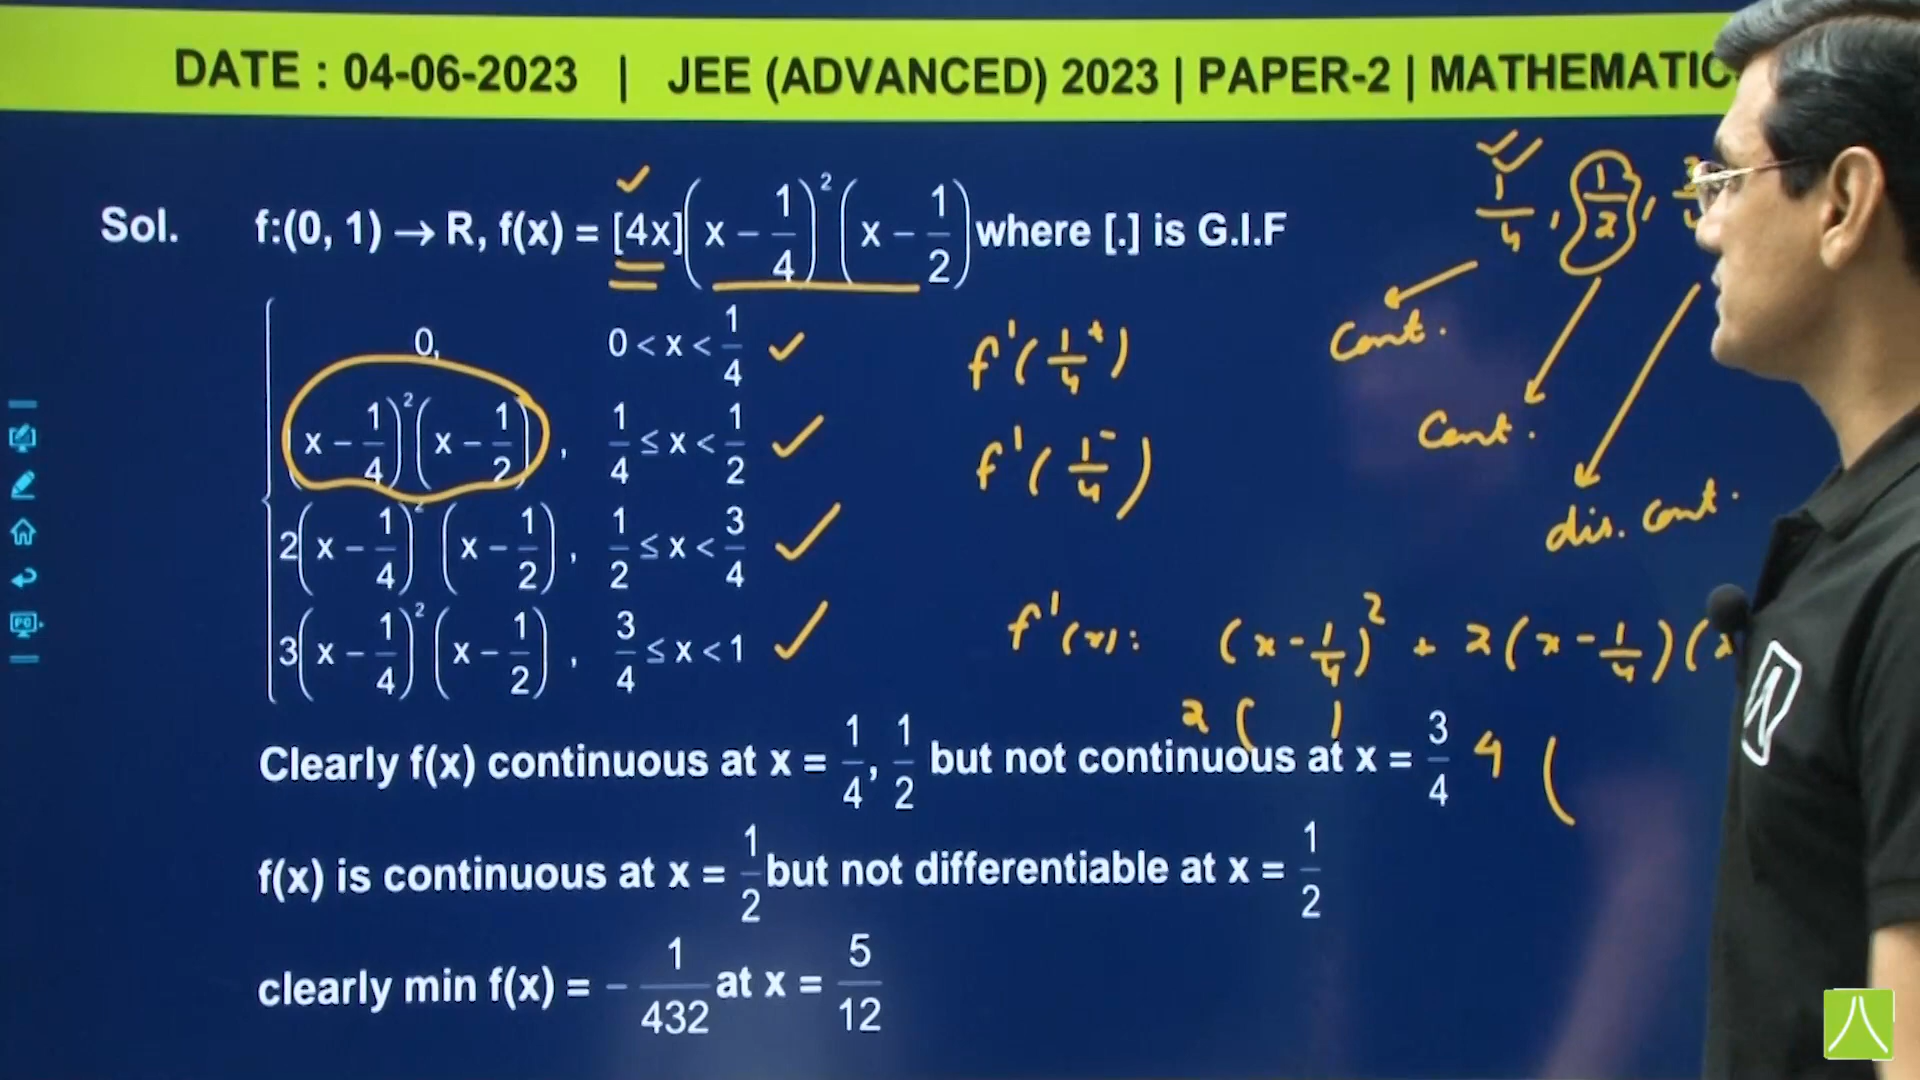 DATE : 04-06-2023 | JEE (ADVANCED) 2023 | PAPER-2 | MATHEMATIC
Sol. f:(0, 1) → R, f(x) = [4x](x − 1/4)²(x − 1/2) where [.] is G.I.F
1/4, 1/2,
0, 0 < x < 1/4
(x − 1/4)²(x − 1/2), 1/4 ≤ x < 1/2
2(x − 1/4)²(x − 1/2), 1/2 ≤ x < 3/4
3(x − 1/4)²(x − 1/2), 3/4 ≤ x < 1
f'(1/4⁺)
f'(1/4⁻)
Cont.
Cont.
dis. cont.
f'(x): (x − 1/4)² + 2(x − 1/4)(
2 ( )
4 (
Clearly f(x) continuous at x = 1/4, 1/2 but not continuous at x = 3/4
f(x) is continuous at x = 1/2 but not differentiable at x = 1/2
clearly min f(x) = − 1/432 at x = 5/12